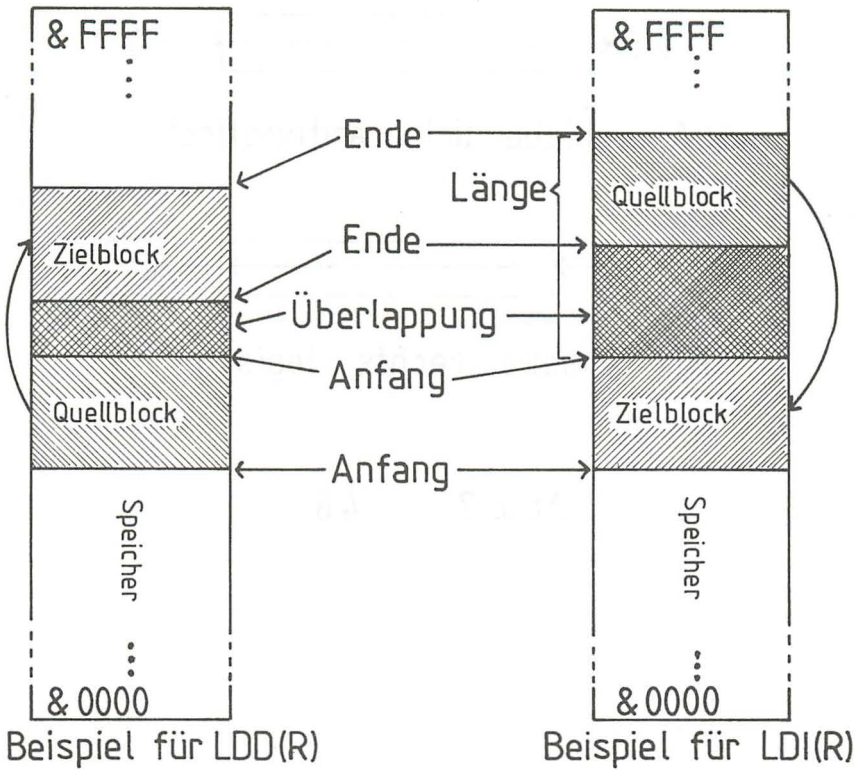 & FFFF
Ende
Zielblock
Ende
Überlappung
Anfang
Quellblock
Anfang
Speicher
& 0000
Beispiel für LDD(R)
& FFFF
Länge
Quellblock
Zielblock
Speicher
& 0000
Beispiel für LDI(R)